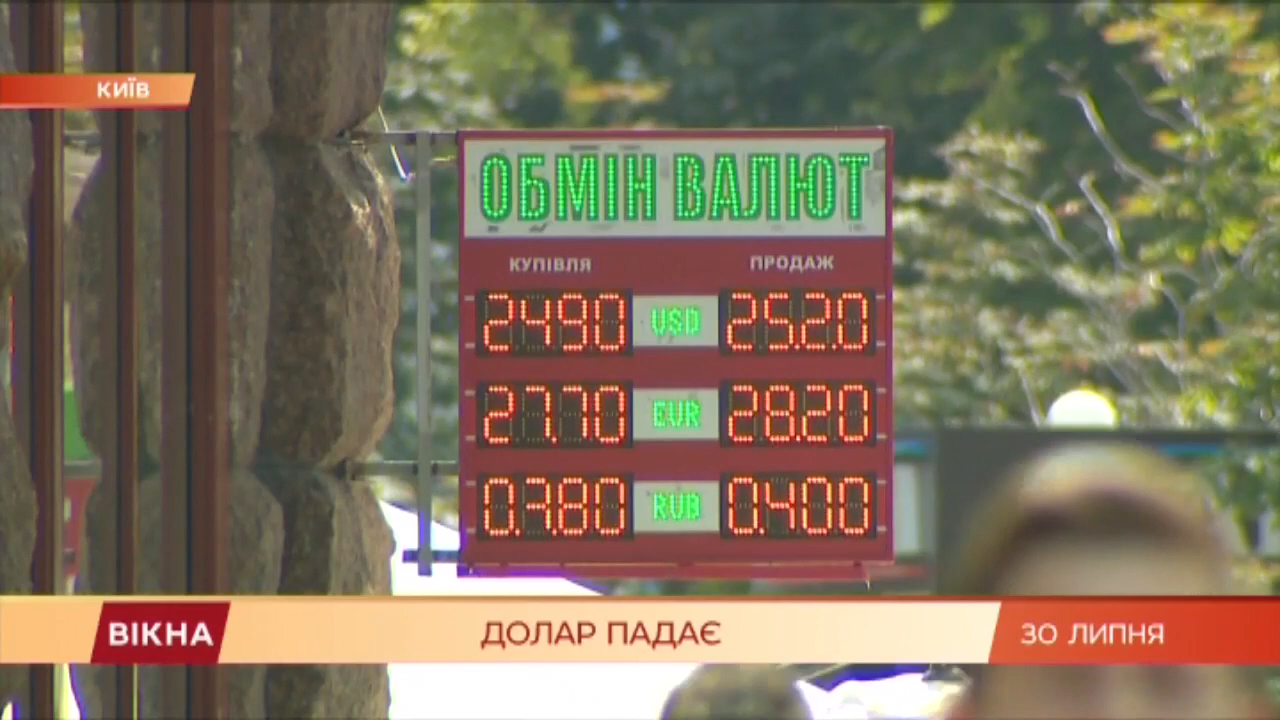 КИЇВ
ОБМІН ВАЛЮТ
КУПІВЛЯ ПРОДАЖ
24.90 USD 25.20
27.70 EUR 28.20
0.380 RUB 0.400
ВІКНА ДОЛАР ПАДАЄ 30 ЛИПНЯ